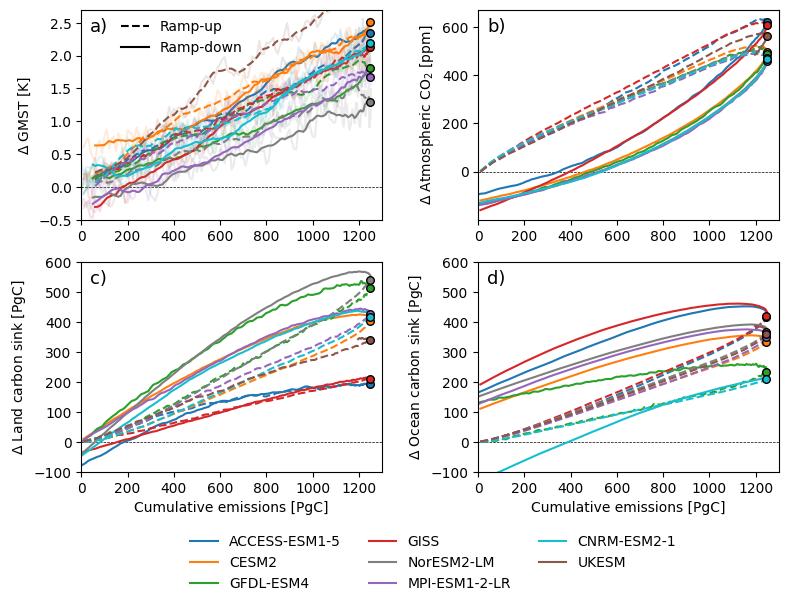 a)
Ramp-up
Ramp-down
Δ GMST [K]
2.5
2.0
1.5
1.0
0.5
0.0
−0.5
0 200 400 600 800 1000 1200
b)
Δ Atmospheric CO₂ [ppm]
600
400
200
0
0 200 400 600 800 1000 1200
c)
Δ Land carbon sink [PgC]
600
500
400
300
200
100
0
−100
0 200 400 600 800 1000 1200
Cumulative emissions [PgC]
d)
Δ Ocean carbon sink [PgC]
600
500
400
300
200
100
0
−100
0 200 400 600 800 1000 1200
Cumulative emissions [PgC]
ACCESS-ESM1-5
CESM2
GFDL-ESM4
GISS
NorESM2-LM
MPI-ESM1-2-LR
CNRM-ESM2-1
UKESM